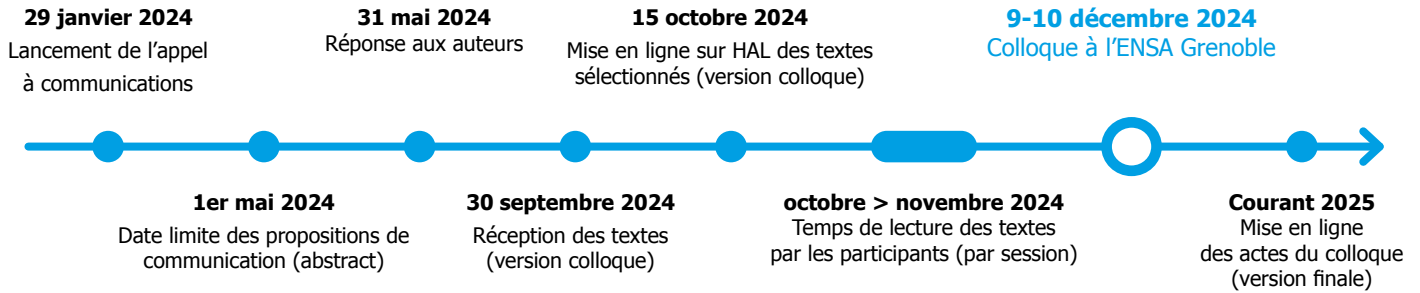 29 janvier 2024
Lancement de l’appel
à communications
31 mai 2024
Réponse aux auteurs
15 octobre 2024
Mise en ligne sur HAL des textes
sélectionnés (version colloque)
9-10 décembre 2024
Colloque à l’ENSA Grenoble
1er mai 2024
Date limite des propositions de
communication (abstract)
30 septembre 2024
Réception des textes
(version colloque)
octobre > novembre 2024
Temps de lecture des textes
par les participants (par session)
Courant 2025
Mise en ligne
des actes du colloque
(version finale)